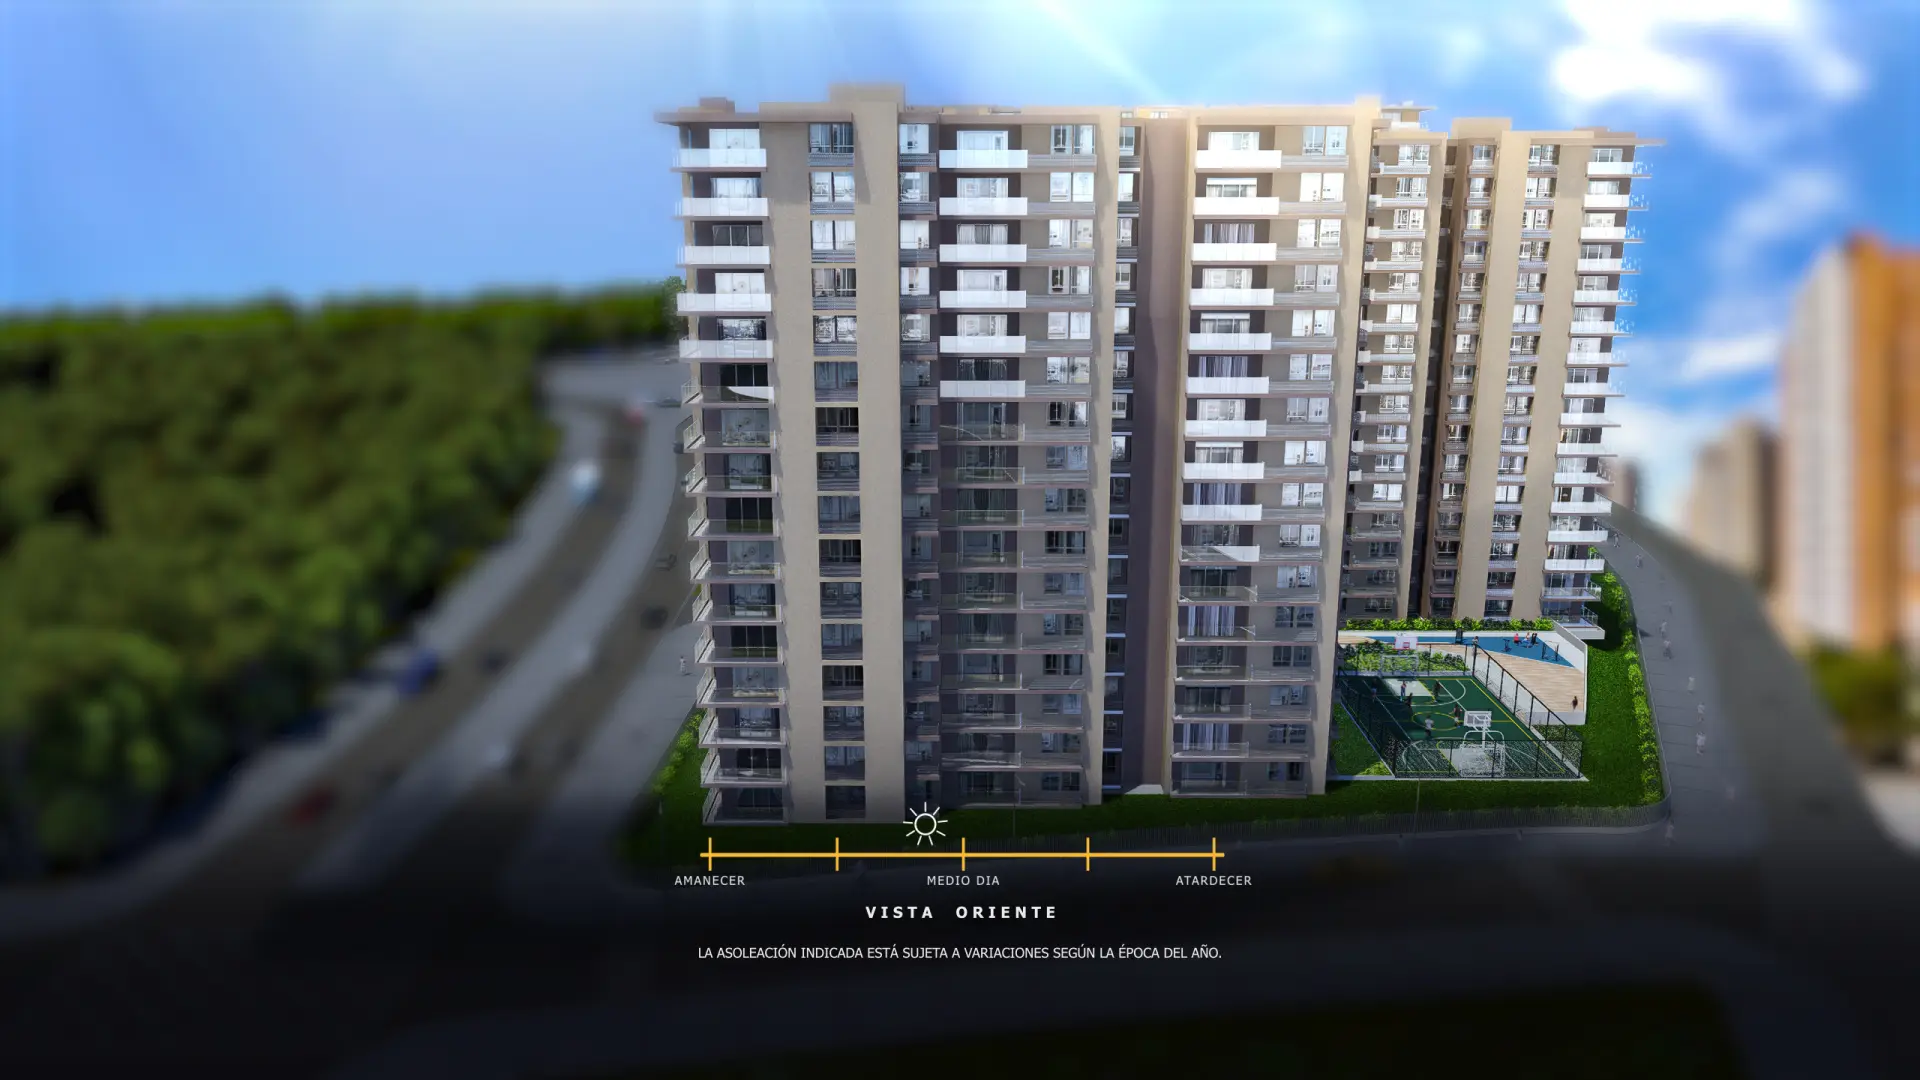 AMANECER MEDIO DIA ATARDECER
VISTA ORIENTE
LA ASOLEACIÓN INDICADA ESTÁ SUJETA A VARIACIONES SEGÚN LA ÉPOCA DEL AÑO.